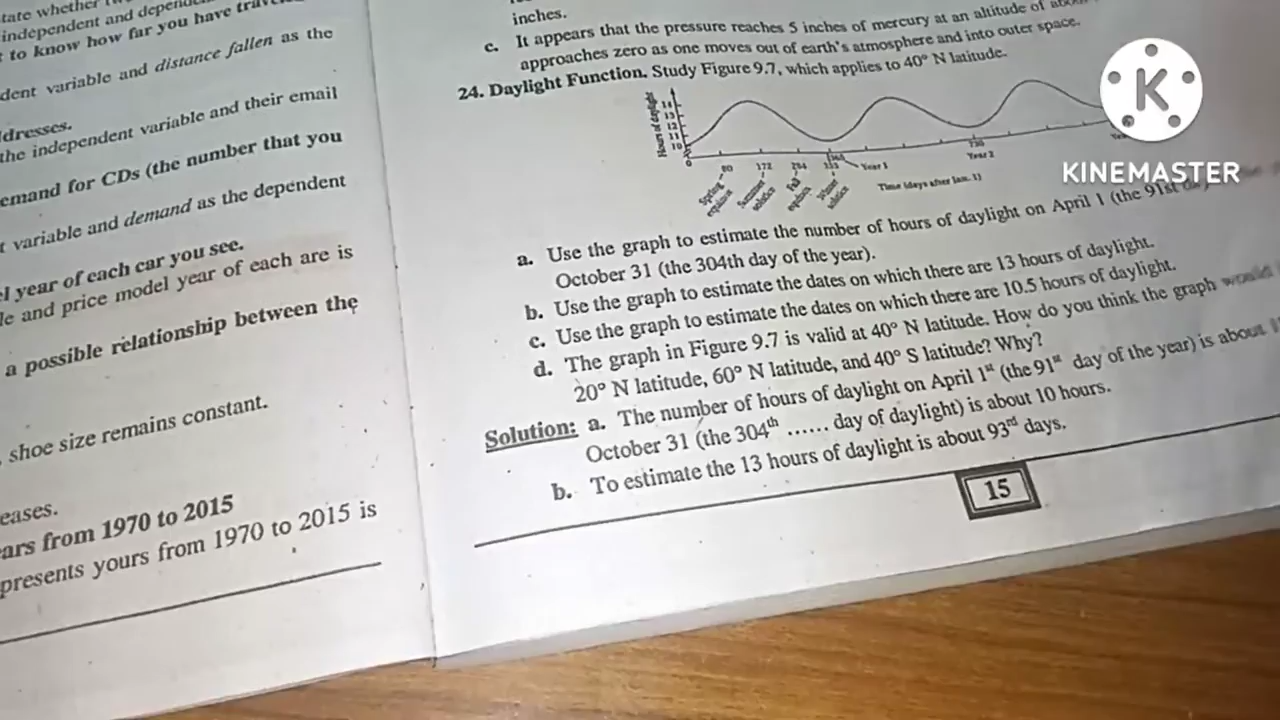 tate whether
independent and
to know how far you have
dent variable and distance fallen as the
the independent variable and their email
dresses.
emand for CDs (the number that you
variable and demand as the dependent
l year of each car you see.
le and price model year of each are is
a possible relationship between the
shoe size remains constant.
eases.
ars from 1970 to 2015
presents yours from 1970 to 2015 is
inches.
c. It appears that the pressure reaches 5 inches of mercury at an altitude of
approaches zero as one moves out of earth's atmosphere and into outer space.
24. Daylight Function. Study Figure 9.7, which applies to 40° N latitude.
Hours of
14
13
12
11
10
0
80
172
Year 1
Year 2
Time (days after Jan. 1)
Spring equinox
Summer solstice
Fall equinox
Winter solstice
a. Use the graph to estimate the number of hours of daylight on April 1 (the 91st
October 31 (the 304th day of the year).
b. Use the graph to estimate the dates on which there are 13 hours of daylight.
c. Use the graph to estimate the dates on which there are 10.5 hours of daylight.
d. The graph in Figure 9.7 is valid at 40° N latitude. How do you think the graph would
20° N latitude, 60° N latitude, and 40° S latitude? Why?
Solution: a. The number of hours of daylight on April 1st (the 91st day of the year) is about
October 31 (the 304th ...... day of daylight) is about 10 hours.
b. To estimate the 13 hours of daylight is about 93rd days.
15
K
KINEMASTER